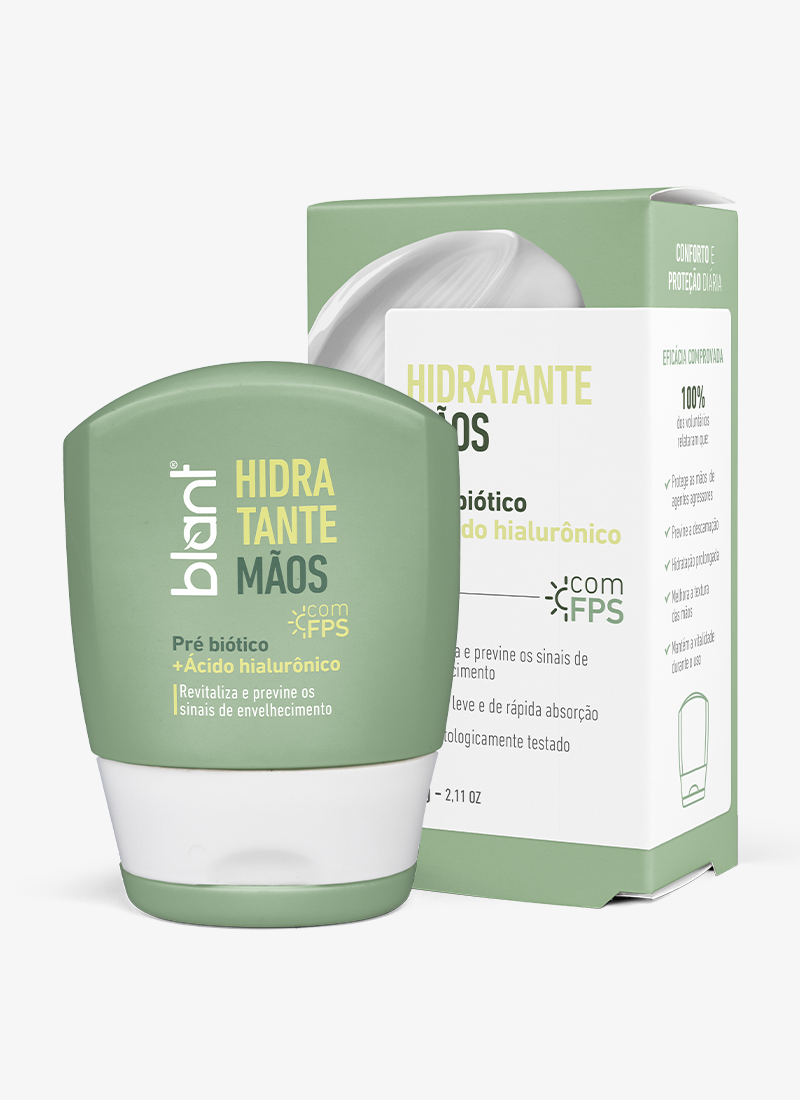 blant®
HIDRA
TANTE
MÃOS
com
FPS
Pré biótico
+Ácido hialurônico
Revitaliza e previne os
sinais de envelhecimento
HIDRATANTE
MÃOS
biótico
do hialurônico
com
FPS
a e previne os sinais de
cimento
leve e de rápida absorção
tologicamente testado
– 2,11 OZ
CONFORTO E
PROTEÇÃO DIÁRIA
EFICÁCIA COMPROVADA
100%
dos voluntários
relataram que:
Protege as mãos de
agentes agressores
Previne a descamação
Hidratação prolongada
Melhora a textura
das mãos
Mantém a vitalidade
durante o uso